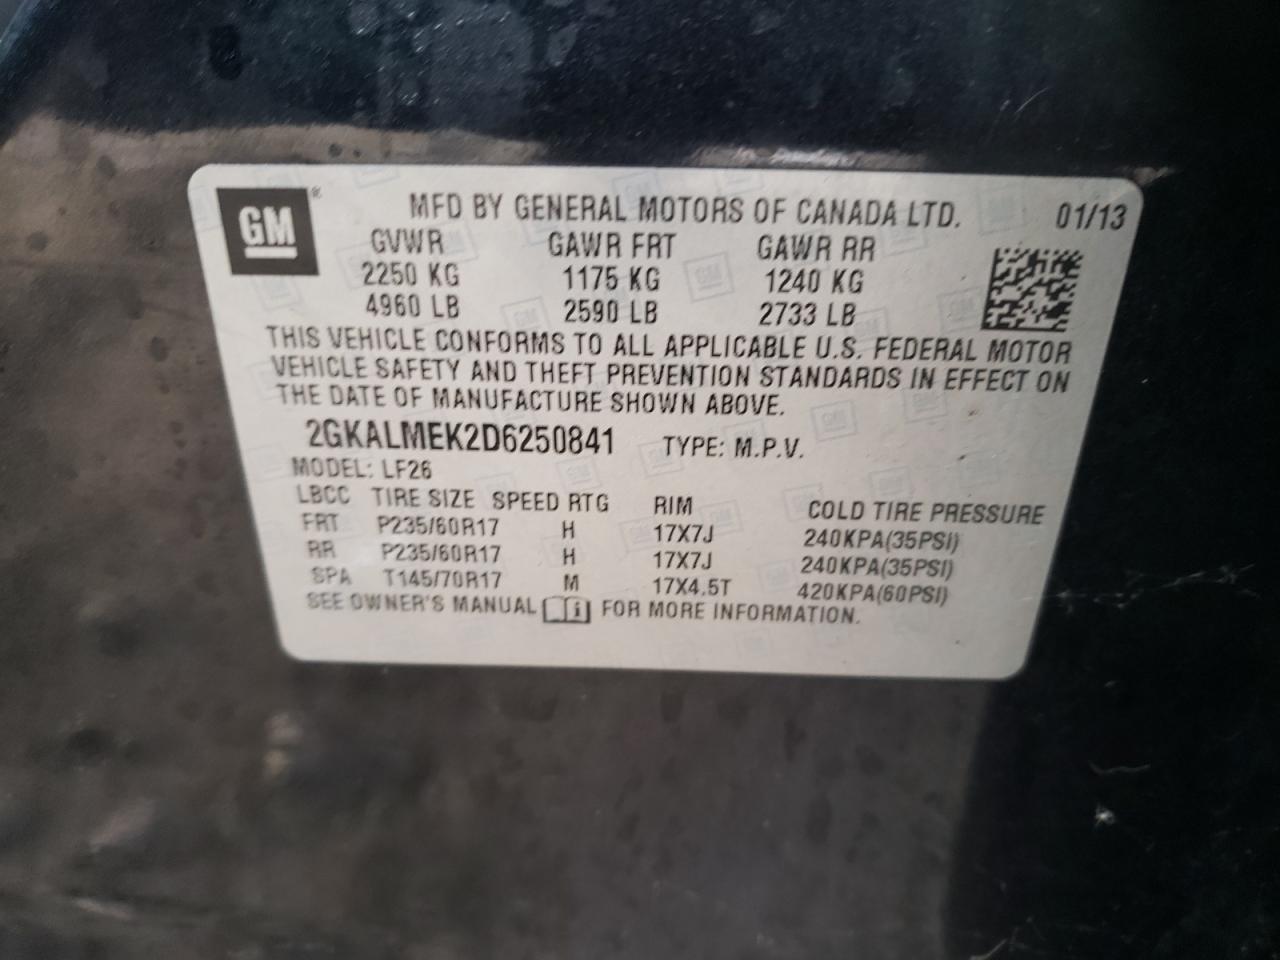 GM ® MFD BY GENERAL MOTORS OF CANADA LTD. 01/13
GVWR GAWR FRT GAWR RR
2250 KG 1175 KG 1240 KG
4960 LB 2590 LB 2733 LB
THIS VEHICLE CONFORMS TO ALL APPLICABLE U.S. FEDERAL MOTOR
VEHICLE SAFETY AND THEFT PREVENTION STANDARDS IN EFFECT ON
THE DATE OF MANUFACTURE SHOWN ABOVE.
2GKALMEK2D6250841 TYPE: M.P.V.
MODEL: LF26
LBCC TIRE SIZE SPEED RTG RIM COLD TIRE PRESSURE
FRT P235/60R17 H 17X7J 240KPA(35PSI)
RR P235/60R17 H 17X7J 240KPA(35PSI)
SPA T145/70R17 M 17X4.5T 420KPA(60PSI)
SEE OWNER'S MANUAL i FOR MORE INFORMATION.